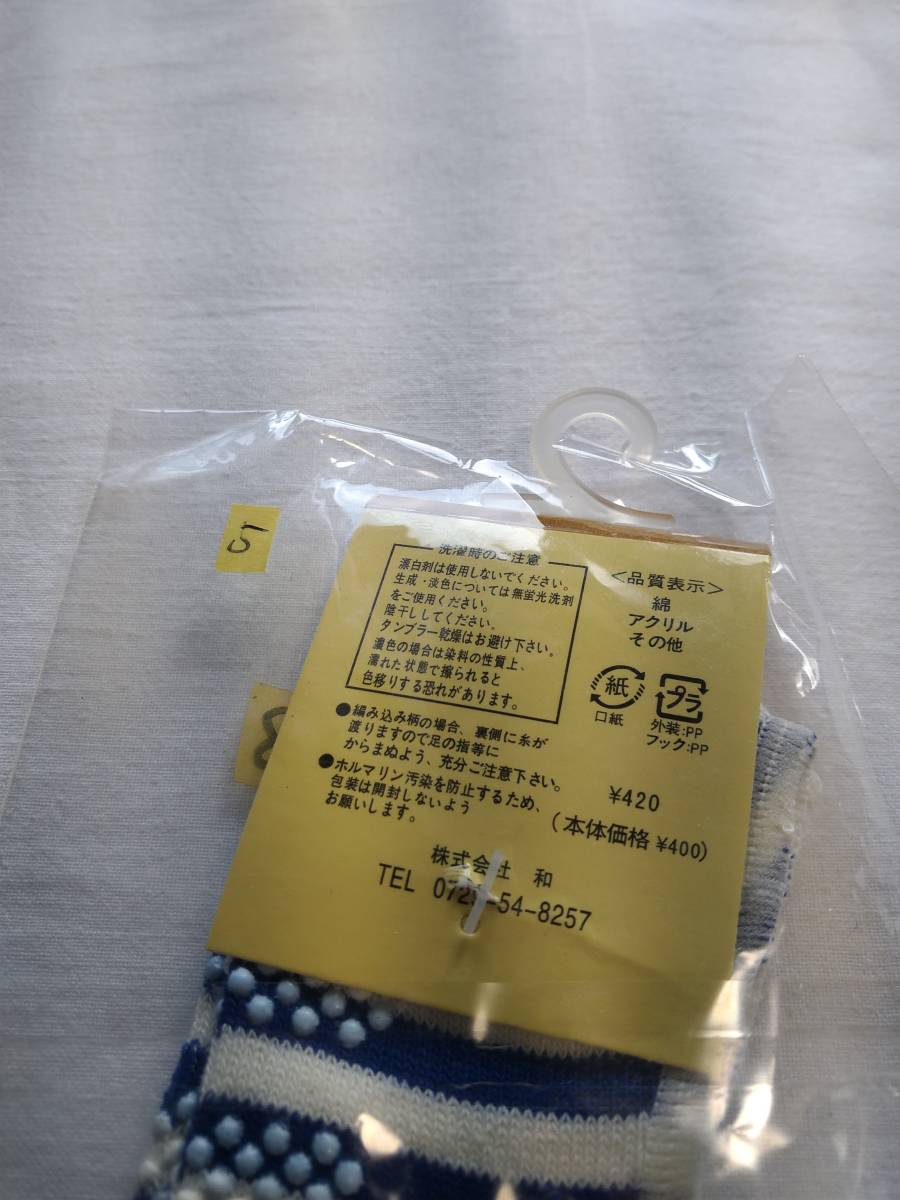 5
8
洗濯時のご注意
漂白剤は使用しないでください。
生成・淡色については無蛍光洗剤
をご使用ください。
陰干ししてください。
タンブラー乾燥はお避け下さい。
濃色の場合は染料の性質上、
濡れた状態で擦られると
色移りする恐れがあります。
●編み込み柄の場合、裏側に糸が
渡りますので足の指等に
からまぬよう、充分ご注意下さい。
●ホルマリン汚染を防止するため、
包装は開封しないよう
お願いします。
＜品質表示＞
綿
アクリル
その他
紙
口紙
プラ
外装:PP
フック:PP
¥420
(本体価格 ¥400)
株式会社 和
TEL 0725-54-8257